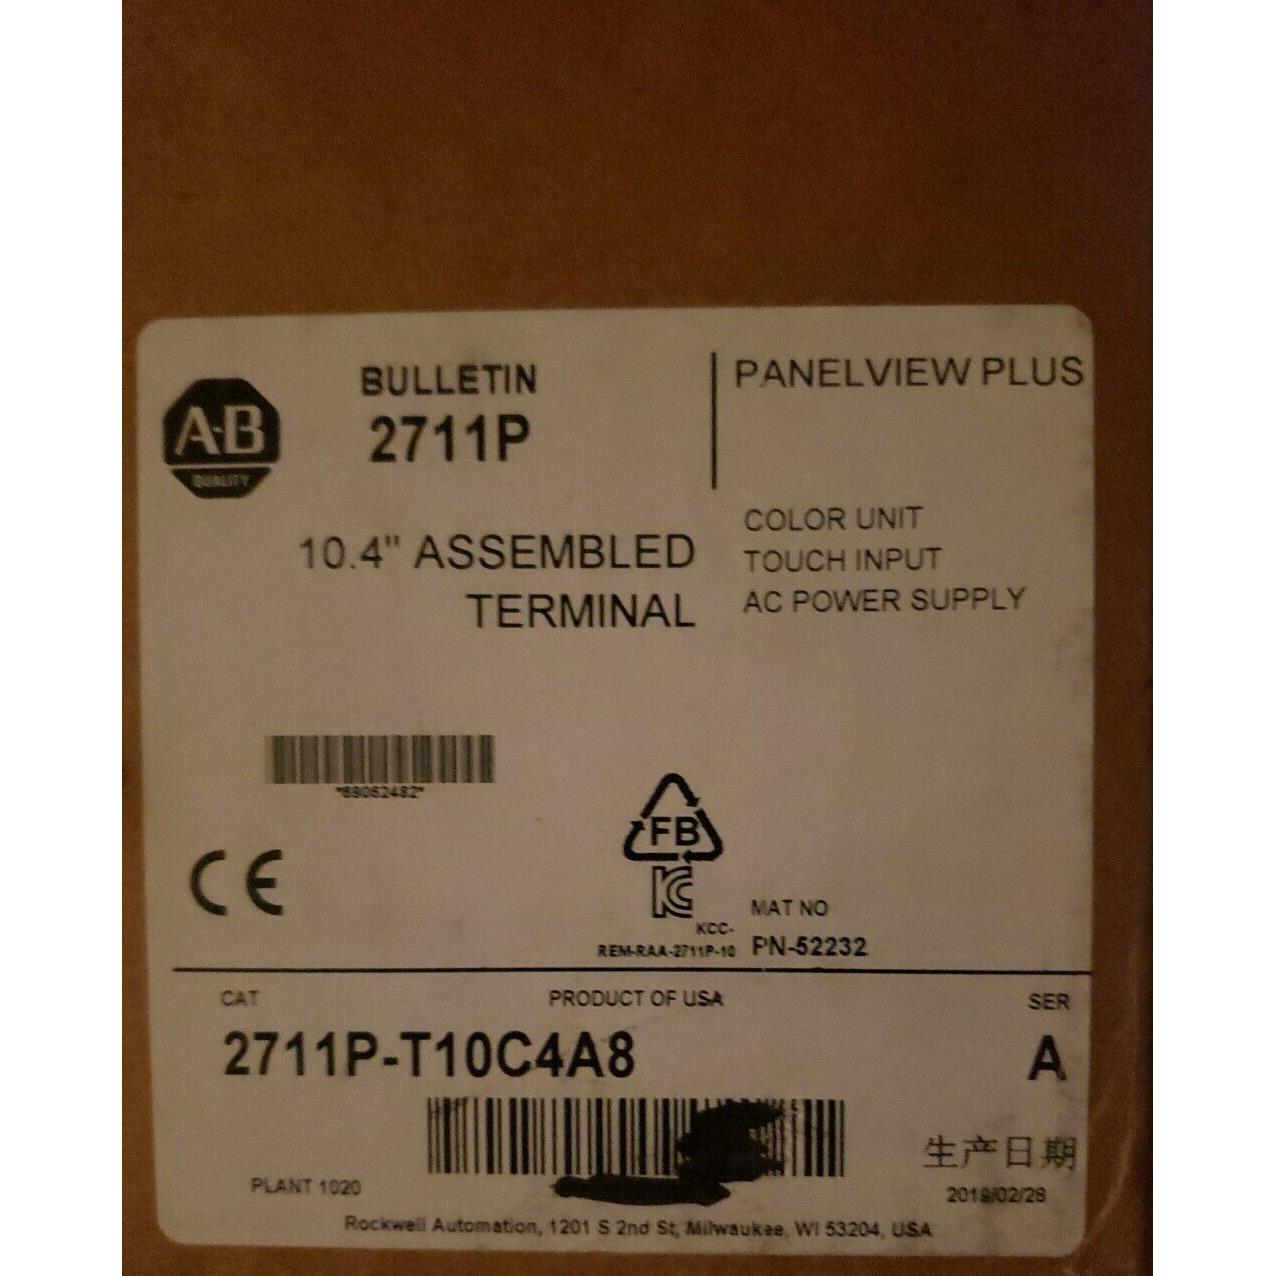 A-B
QUALITY
BULLETIN
2711P
PANELVIEW PLUS
10.4" ASSEMBLED
TERMINAL
COLOR UNIT
TOUCH INPUT
AC POWER SUPPLY
FB
KC
KCC-
REM-RAA-2711P-10
MAT NO
PN-52232
CE
CAT
PRODUCT OF USA
SER
2711P-T10C4A8
A
生产日期
2019/02/28
PLANT 1020
Rockwell Automation, 1201 S 2nd St, Milwaukee, WI 53204, USA